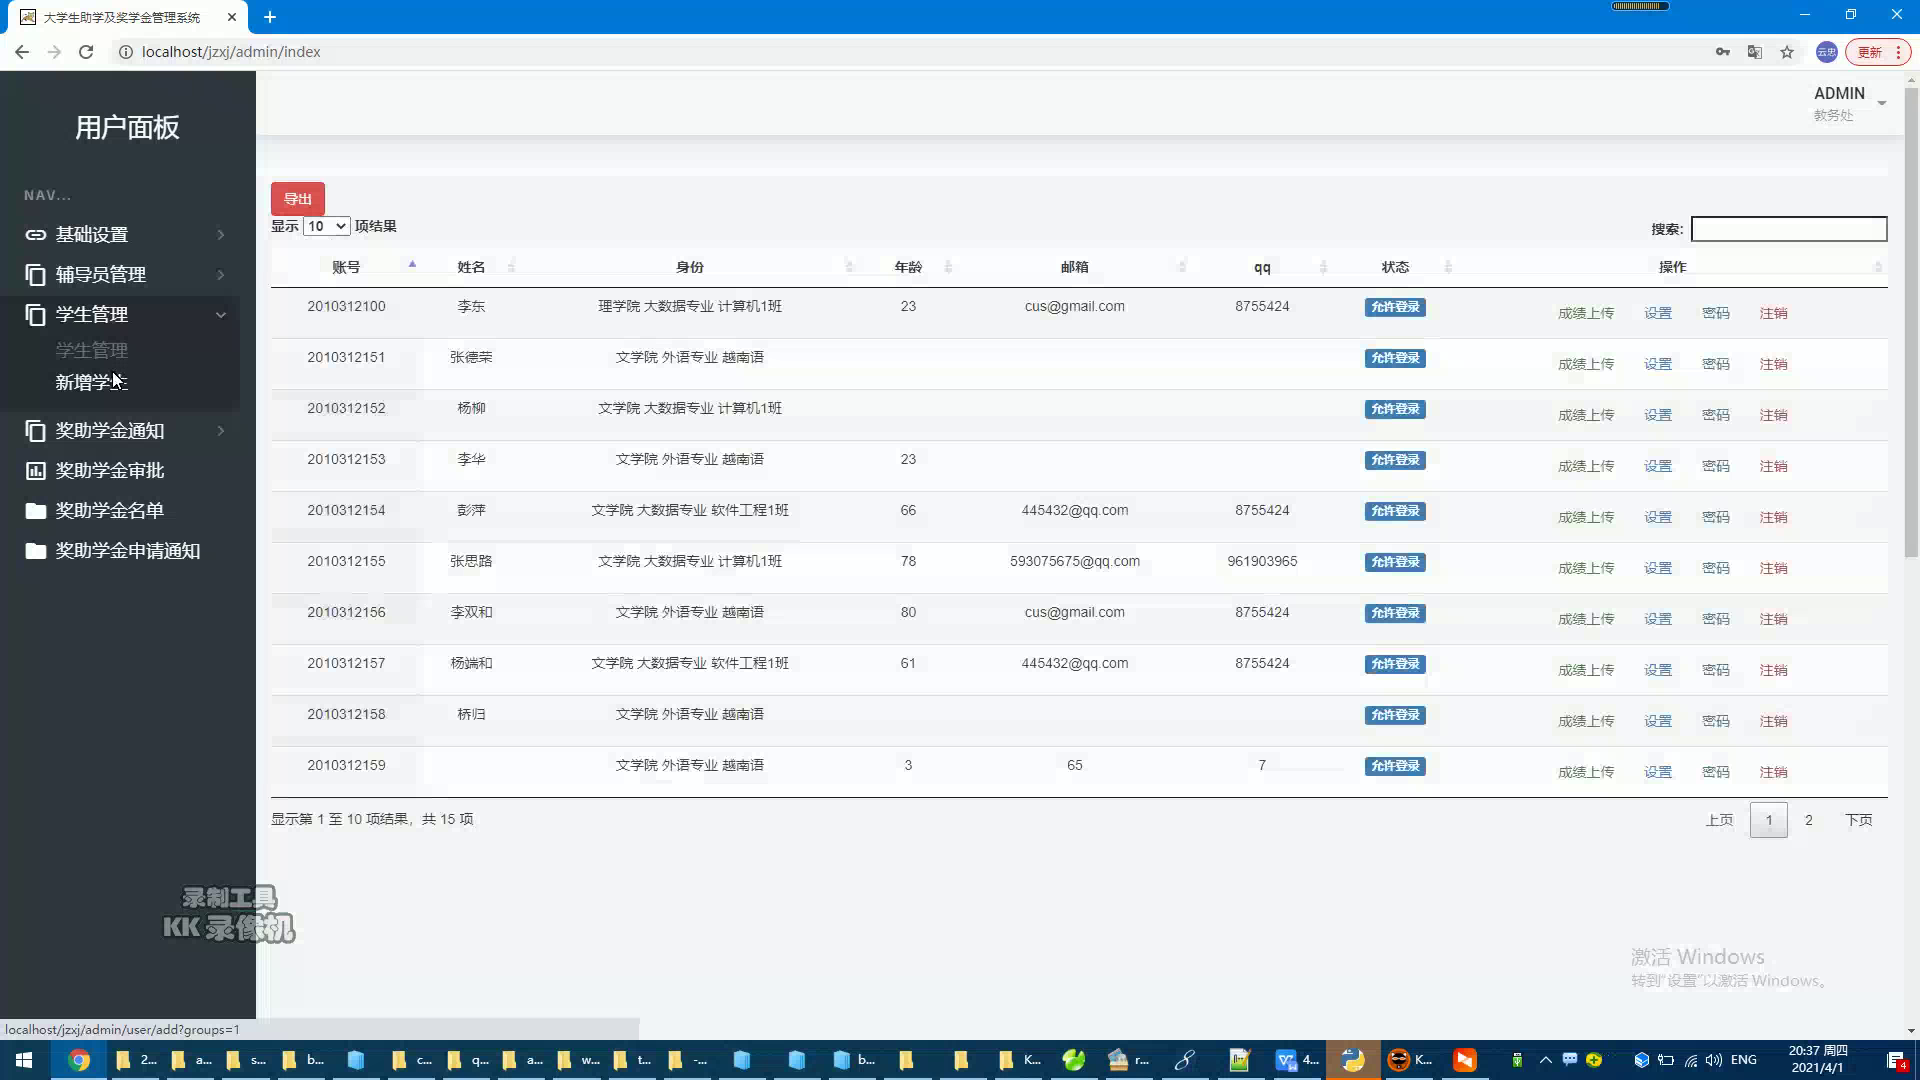 大学生助学及奖学金管理系统
localhost/jzxj/admin/index
云忠
更新
用户面板
ADMIN
教务处
NAV...
基础设置
辅导员管理
学生管理
学生管理
新增学生
奖助学金通知
奖助学金审批
奖助学金名单
奖助学金申请通知
导出
显示 10 项结果
搜索:
账号 姓名 身份 年龄 邮箱 qq 状态 操作
2010312100 李东 理学院 大数据专业 计算机1班 23 cus@gmail.com 8755424 允许登录 成绩上传 设置 密码 注销
2010312151 张德荣 文学院 外语专业 越南语 允许登录 成绩上传 设置 密码 注销
2010312152 杨柳 文学院 大数据专业 计算机1班 允许登录 成绩上传 设置 密码 注销
2010312153 李华 文学院 外语专业 越南语 23 允许登录 成绩上传 设置 密码 注销
2010312154 彭萍 文学院 大数据专业 软件工程1班 66 445432@qq.com 8755424 允许登录 成绩上传 设置 密码 注销
2010312155 张思路 文学院 大数据专业 计算机1班 78 593075675@qq.com 961903965 允许登录 成绩上传 设置 密码 注销
2010312156 李双和 文学院 外语专业 越南语 80 cus@gmail.com 8755424 允许登录 成绩上传 设置 密码 注销
2010312157 杨端和 文学院 大数据专业 软件工程1班 61 445432@qq.com 8755424 允许登录 成绩上传 设置 密码 注销
2010312158 桥归 文学院 外语专业 越南语 允许登录 成绩上传 设置 密码 注销
2010312159 文学院 外语专业 越南语 3 65 7 允许登录 成绩上传 设置 密码 注销
显示第 1 至 10 项结果，共 15 项
上页 1 2 下页
录制工具
KK 录像机
激活 Windows
转到"设置"以激活 Windows。
localhost/jzxj/admin/user/add?groups=1
2... a... s... b... c... q... a... w... t... -... b... K... r... 4... K...
ENG
20:37 周四
2021/4/1
4